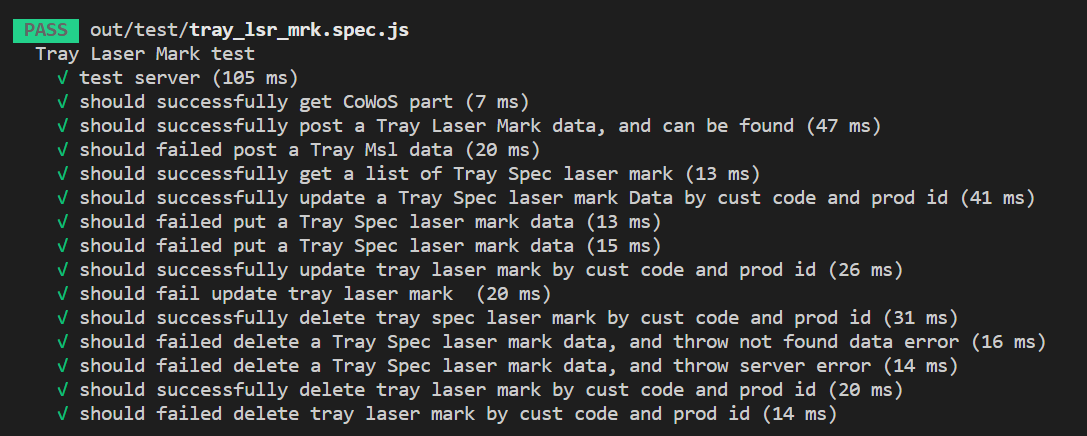 PASS out/test/tray_lsr_mrk.spec.js
Tray Laser Mark test
√ test server (105 ms)
√ should successfully get CoWoS part (7 ms)
√ should successfully post a Tray Laser Mark data, and can be found (47 ms)
√ should failed post a Tray Msl data (20 ms)
√ should successfully get a list of Tray Spec laser mark (13 ms)
√ should successfully update a Tray Spec laser mark Data by cust code and prod id (41 ms)
√ should failed put a Tray Spec laser mark data (13 ms)
√ should failed put a Tray Spec laser mark data (15 ms)
√ should successfully update tray laser mark by cust code and prod id (26 ms)
√ should fail update tray laser mark  (20 ms)
√ should successfully delete tray spec laser mark by cust code and prod id (31 ms)
√ should failed delete a Tray Spec laser mark data, and throw not found data error (16 ms)
√ should failed delete a Tray Spec laser mark data, and throw server error (14 ms)
√ should successfully delete tray laser mark by cust code and prod id (20 ms)
√ should failed delete tray laser mark by cust code and prod id (14 ms)